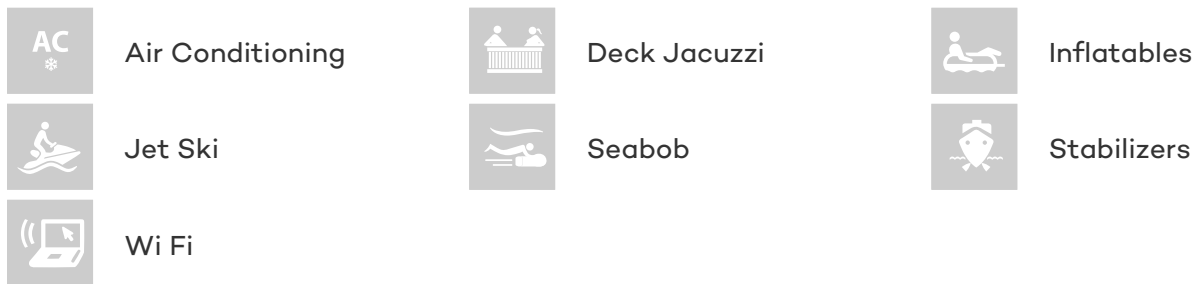 AC
Air Conditioning
Deck Jacuzzi
Inflatables
Jet Ski
Seabob
Stabilizers
Wi Fi